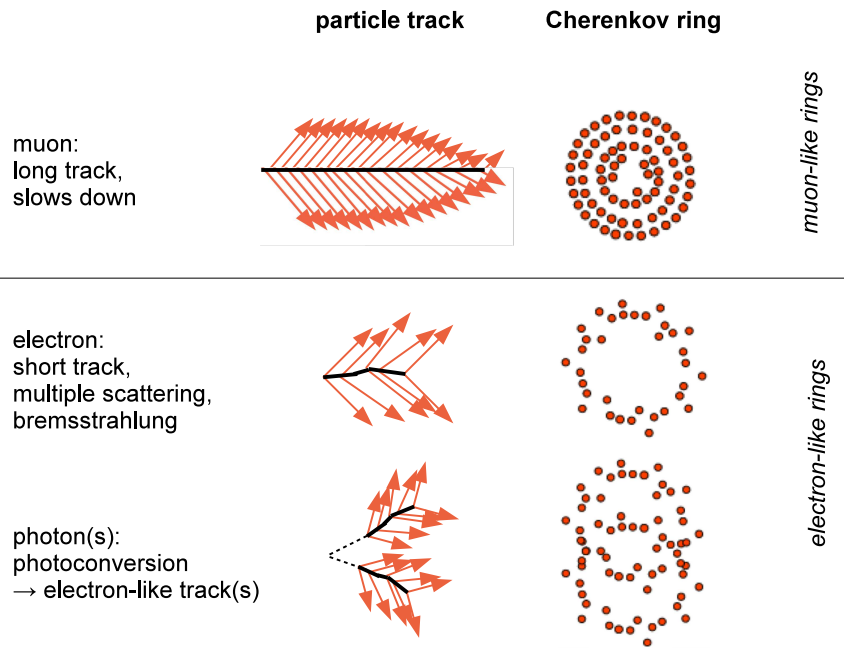 particle track
Cherenkov ring
muon:
long track,
slows down
muon-like rings
electron:
short track,
multiple scattering,
bremsstrahlung
electron-like rings
photon(s):
photoconversion
→ electron-like track(s)